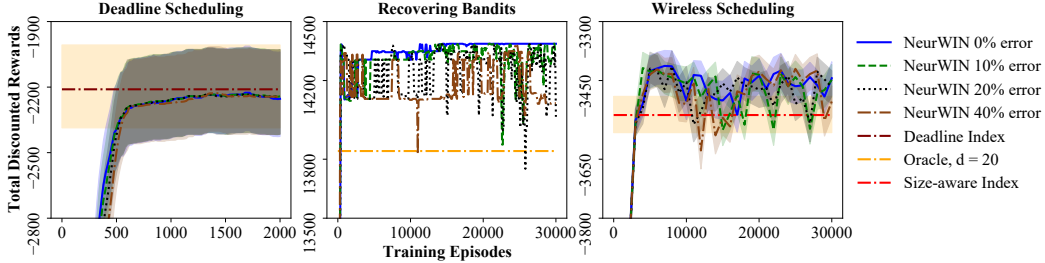 Deadline Scheduling
Recovering Bandits
Wireless Scheduling
Total Discounted Rewards
−1900
−2200
−2500
−2800
0
500
1000
1500
2000
14500
14200
13800
13500
0
10000
20000
30000
−3300
−3450
−3650
−3800
0
10000
20000
30000
Training Episodes
NeurWIN 0% error
NeurWIN 10% error
NeurWIN 20% error
NeurWIN 40% error
Deadline Index
Oracle, d = 20
Size-aware Index